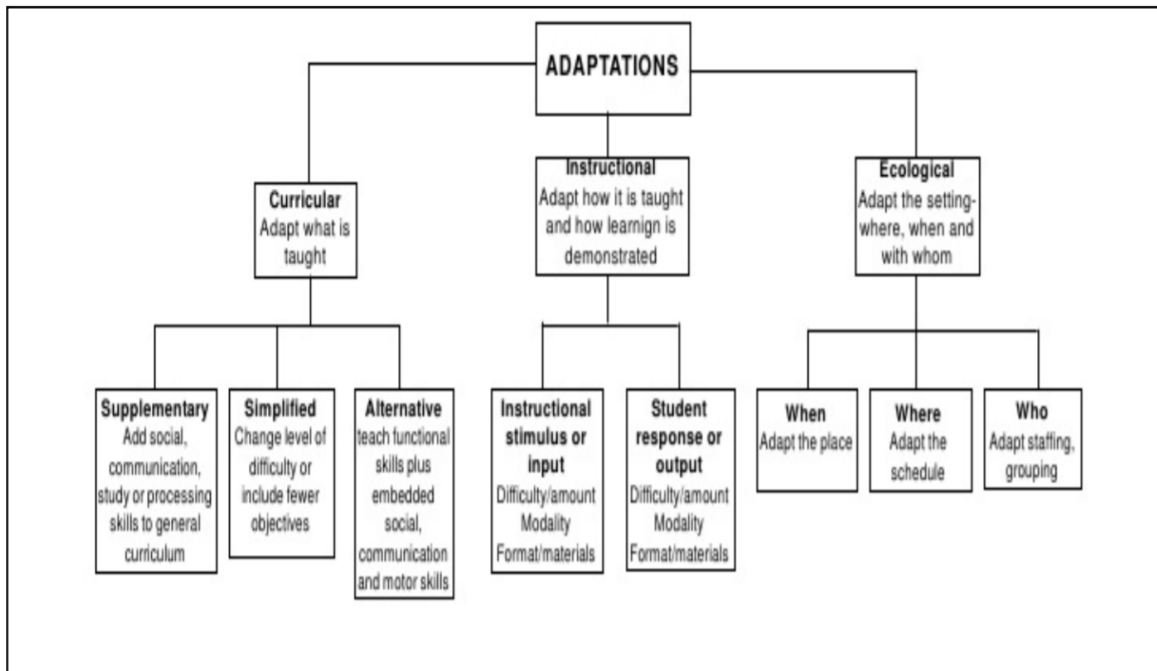 ADAPTATIONS
Curricular
Adapt what is
taught
Instructional
Adapt how it is taught
and how learnign is
demonstrated
Ecological
Adapt the setting-
where, when and
with whom
Supplementary
Add social,
communication,
study or processing
skills to general
curriculum
Simplified
Change level of
difficulty or
include fewer
objectives
Alternative
teach functional
skills plus
embedded
social,
communication
and motor skills
Instructional
stimulus or
input
Difficulty/amount
Modality
Format/materials
Student
response or
output
Difficulty/amount
Modality
Format/materials
When
Adapt the place
Where
Adapt the
schedule
Who
Adapt staffing,
grouping